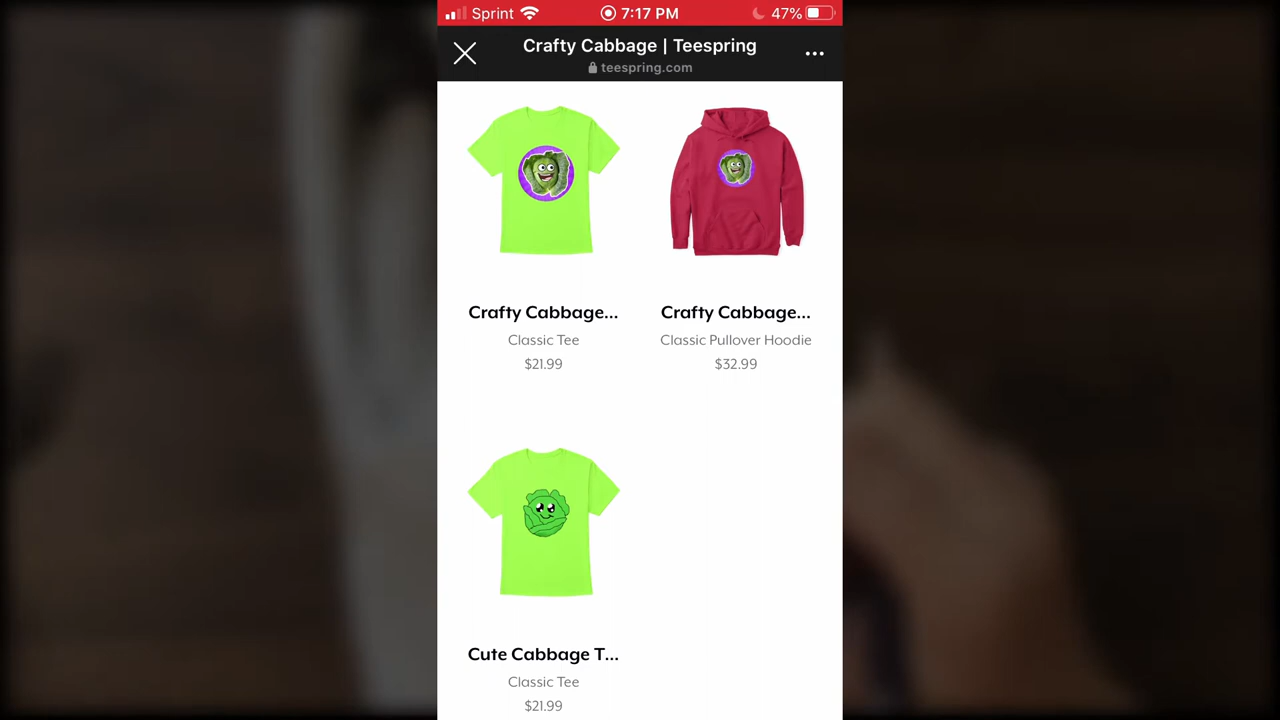 Sprint 7:17 PM 47%
Crafty Cabbage | Teespring
teespring.com
Crafty Cabbage...
Classic Tee
$21.99
Crafty Cabbage...
Classic Pullover Hoodie
$32.99
Cute Cabbage T...
Classic Tee
$21.99